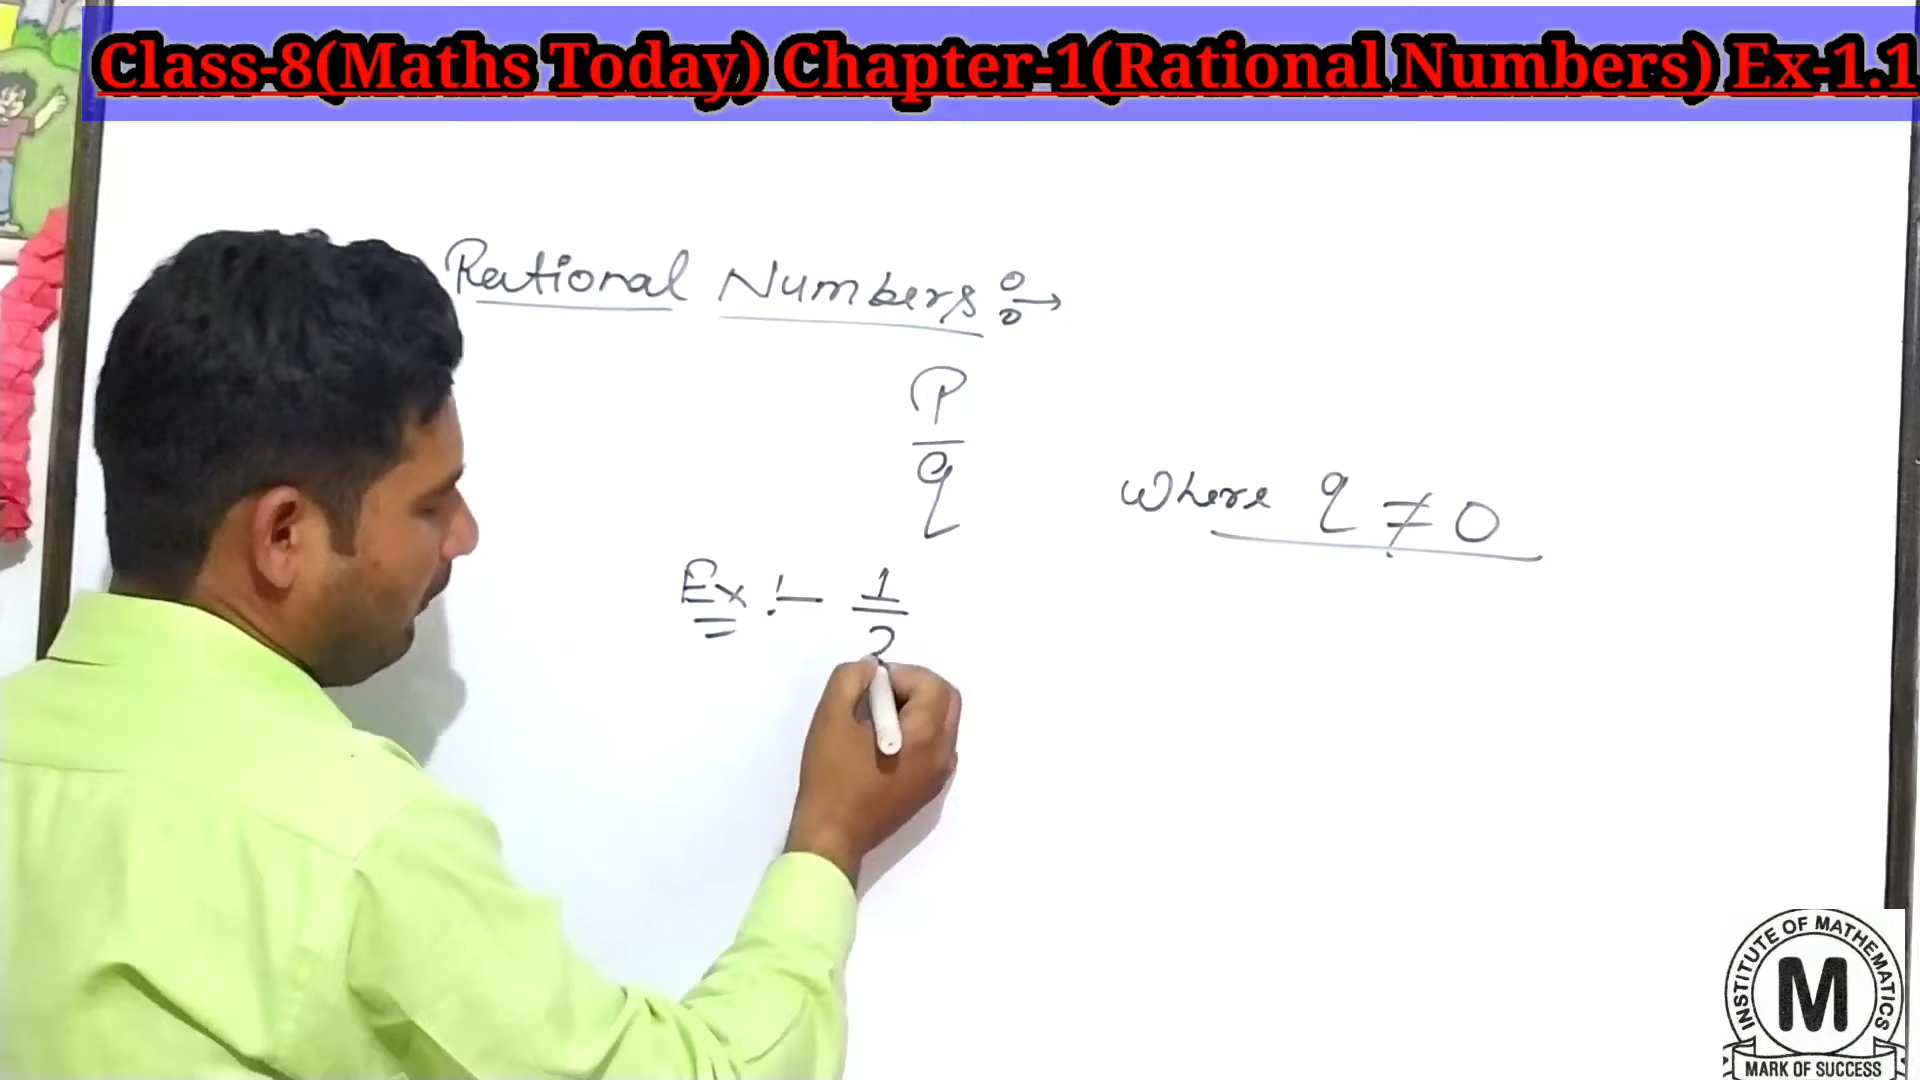 Class-8(Maths Today) Chapter-1(Rational Numbers) Ex-1.1
Rational Numbers :→
P
q
where q ≠ 0
Ex :- 1
2
INSTITUTE OF MATHEMATICS
M
MARK OF SUCCESS